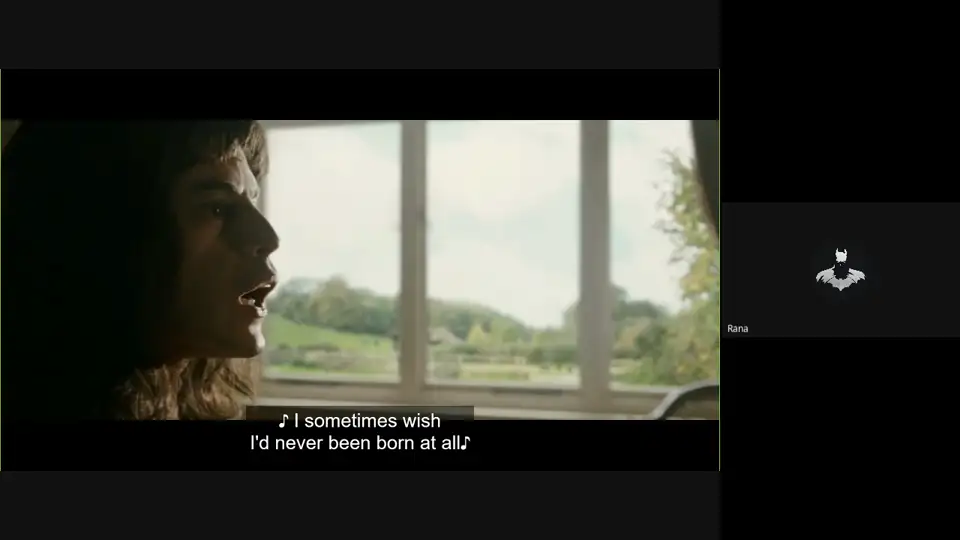 ♪ I sometimes wish
I'd never been born at all♪
Rana